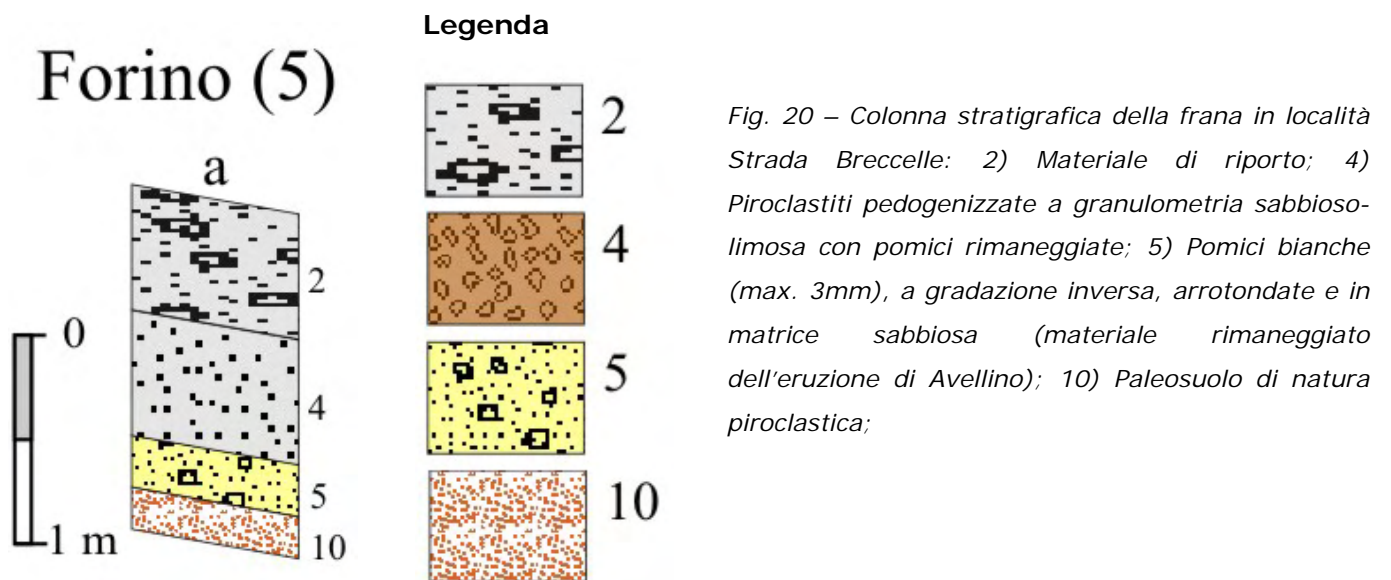 Legenda
Forino (5)
a
2
4
5
10
0
1 m
2
4
5
10
Fig. 20 – Colonna stratigrafica della frana in località
Strada Breccelle: 2) Materiale di riporto; 4)
Piroclastiti pedogenizzate a granulometria sabbioso-
limosa con pomici rimaneggiate; 5) Pomici bianche
(max. 3mm), a gradazione inversa, arrotondate e in
matrice sabbiosa (materiale rimaneggiato
dell'eruzione di Avellino); 10) Paleosuolo di natura
piroclastica;